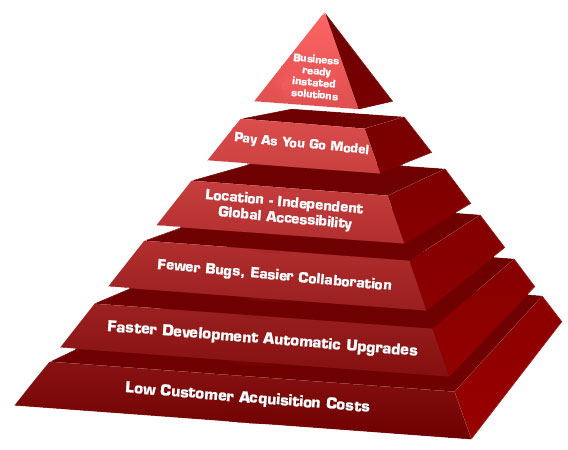 Business
ready
instated
solutions
Pay As You Go Model
Location - Independent
Global Accessibility
Fewer Bugs, Easier Collaboration
Faster Development Automatic Upgrades
Low Customer Acquisition Costs